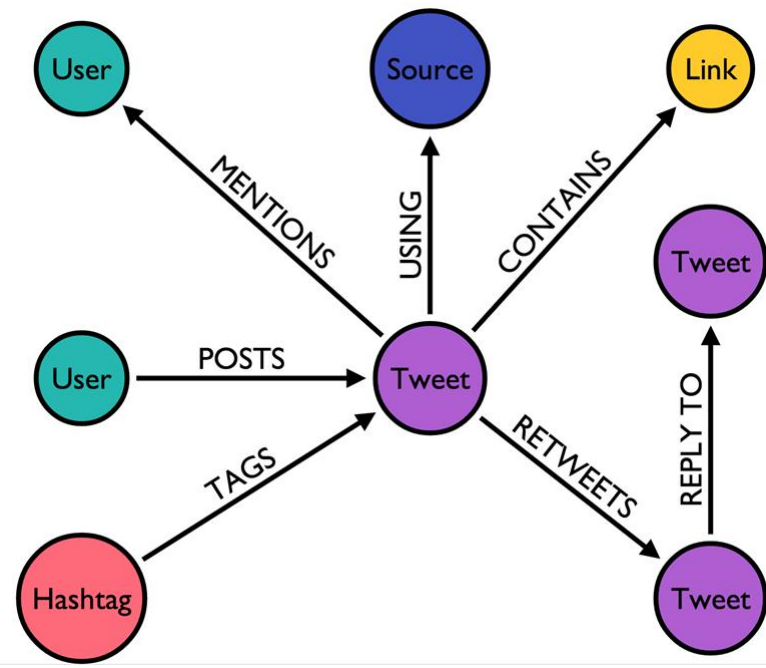 User
Source
Link
MENTIONS
USING
CONTAINS
Tweet
User
POSTS
Tweet
TAGS
RETWEETS
REPLY TO
Hashtag
Tweet